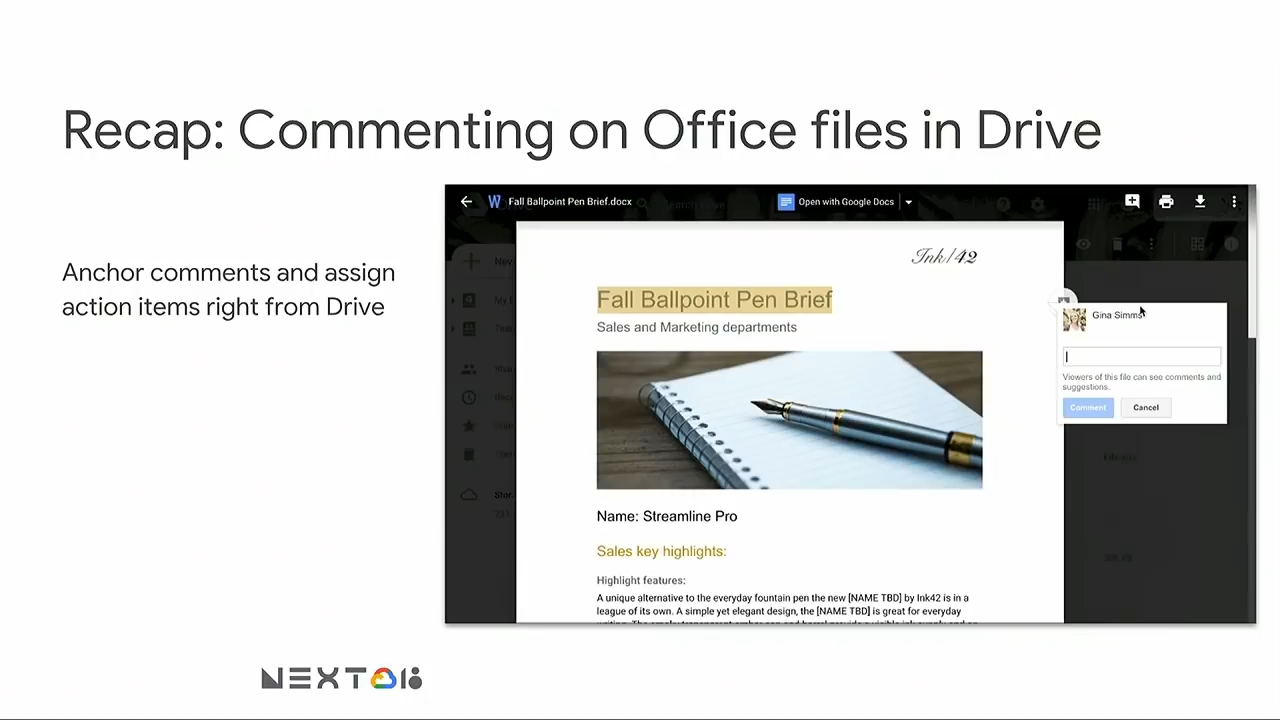 Recap: Commenting on Office files in Drive
Anchor comments and assign
action items right from Drive
W Fall Ballpoint Pen Brief.docx
Open with Google Docs
Ink/42
Fall Ballpoint Pen Brief
Sales and Marketing departments
Gina Simms
Viewers of this file can see comments and
suggestions.
Comment Cancel
Name: Streamline Pro
Sales key highlights:
Highlight features:
A unique alternative to the everyday fountain pen the new [NAME TBD] by Ink42 is in a
league of its own. A simple yet elegant design, the [NAME TBD] is great for everyday
NEXT 18